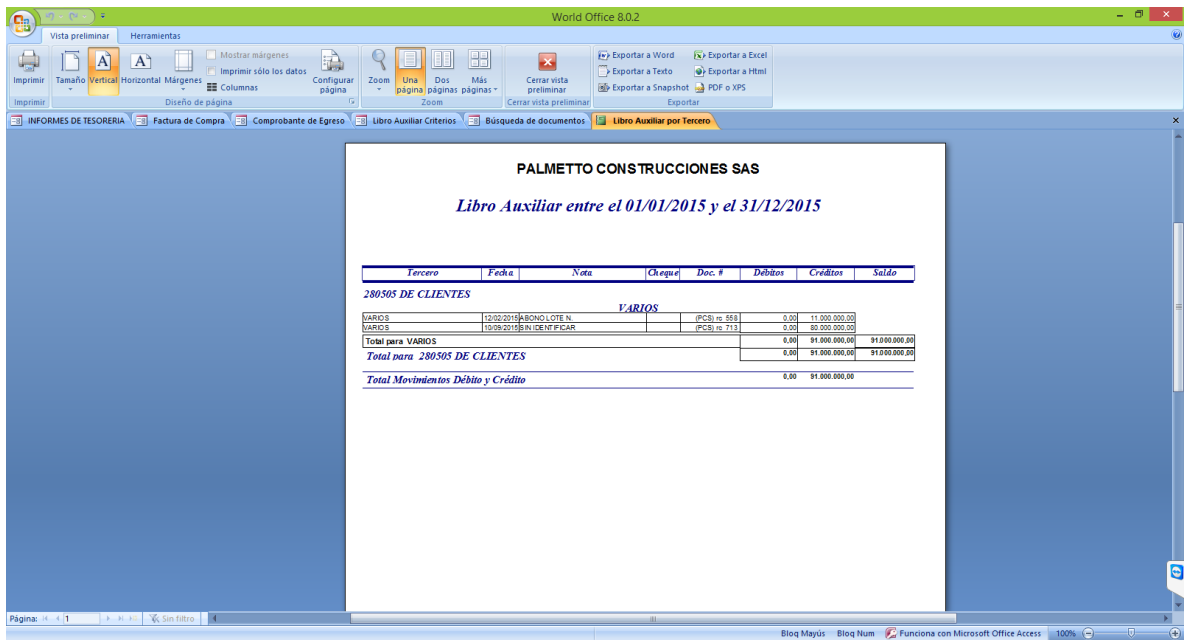 World Office 8.0.2
Vista preliminar Herramientas
Imprimir Tamaño Vertical Horizontal Márgenes
Mostrar márgenes
Imprimir sólo los datos
Columnas
Configurar página
Zoom Una página Dos páginas Más páginas
Cerrar vista preliminar
Exportar a Word Exportar a Excel
Exportar a Texto Exportar a Html
Exportar a Snapshot PDF o XPS
Imprimir Diseño de página Zoom Cerrar vista preliminar Exportar
INFORMES DE TESORERIA Factura de Compra Comprobante de Egreso Libro Auxiliar Criterios Búsqueda de documentos Libro Auxiliar por Tercero
PALMETTO CONSTRUCCIONES SAS
Libro Auxiliar entre el 01/01/2015 y el 31/12/2015
Tercero Fecha Nota Cheque Doc. # Débitos Créditos Saldo
280505 DE CLIENTES
VARIOS
VARIOS 12/02/2015 ABONO LOTE N. (PCS) rc 558 0,00 11.000.000,00
VARIOS 10/09/2015 SIN IDENTIFICAR (PCS) rc 713 0,00 80.000.000,00
Total para VARIOS 0,00 91.000.000,00 91.000.000,00
Total para 280505 DE CLIENTES 0,00 91.000.000,00 91.000.000,00
Total Movimientos Débito y Crédito 0,00 91.000.000,00
Página: 1 Sin filtro
Bloq Mayús Bloq Num Funciona con Microsoft Office Access 100%